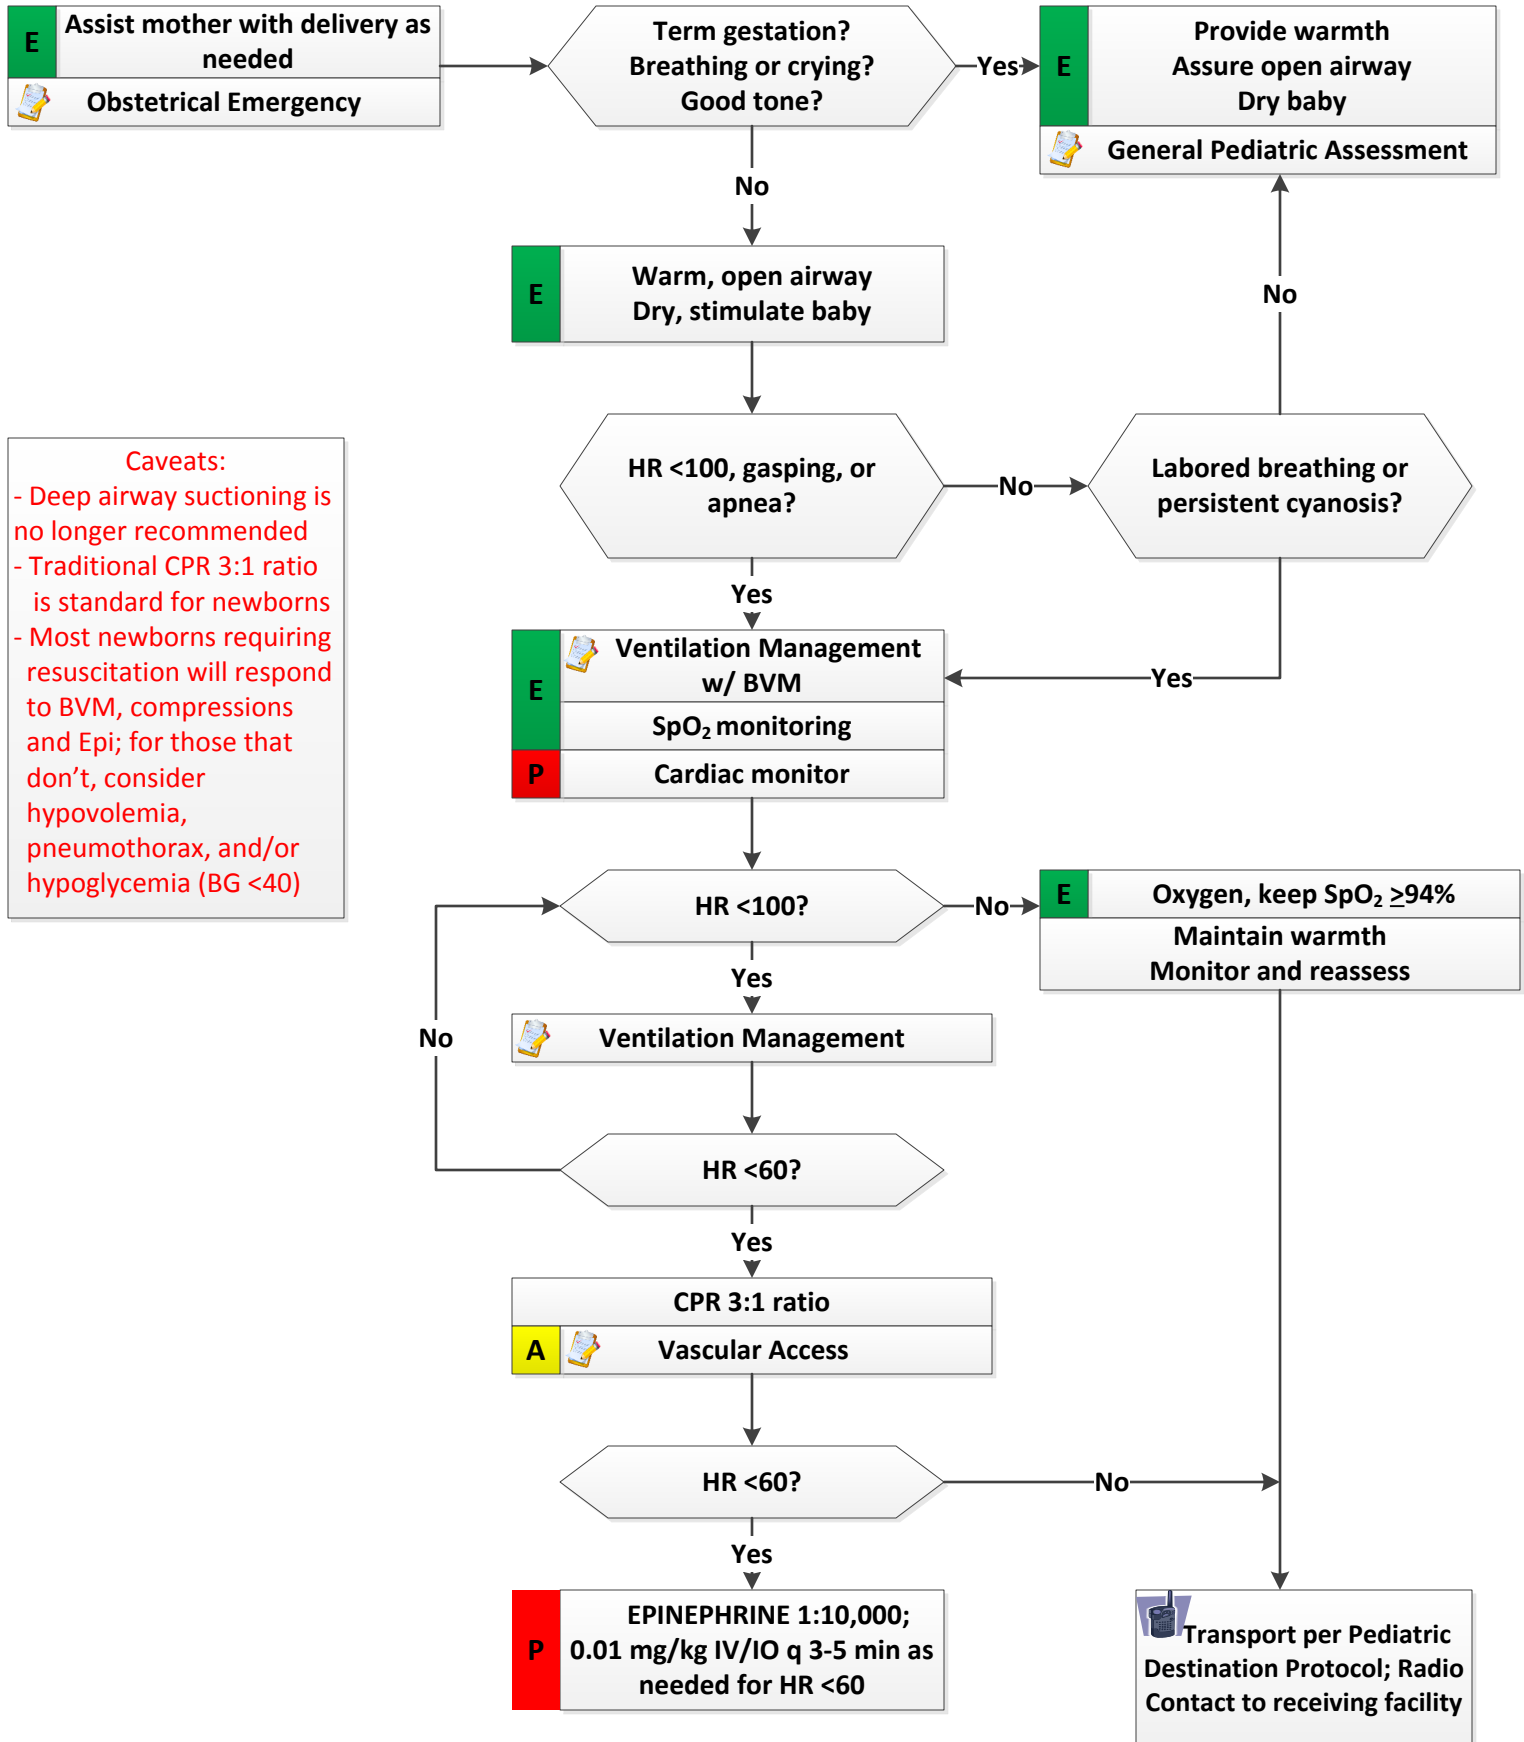 E
Assist mother with delivery as
needed
Obstetrical Emergency
Term gestation?
Breathing or crying?
Good tone?
Yes
E
Provide warmth
Assure open airway
Dry baby
General Pediatric Assessment
No
E
Warm, open airway
Dry, stimulate baby
No
HR <100, gasping, or
apnea?
No
Labored breathing or
persistent cyanosis?
Caveats:
- Deep airway suctioning is
no longer recommended
- Traditional CPR 3:1 ratio
is standard for newborns
- Most newborns requiring
resuscitation will respond
to BVM, compressions
and Epi; for those that
don’t, consider
hypovolemia,
pneumothorax, and/or
hypoglycemia (BG <40)
Yes
E
Ventilation Management
w/ BVM
SpO₂ monitoring
P
Cardiac monitor
Yes
HR <100?
No
E
Oxygen, keep SpO₂ ≥94%
Maintain warmth
Monitor and reassess
Yes
Ventilation Management
No
HR <60?
Yes
CPR 3:1 ratio
A
Vascular Access
HR <60?
No
Yes
P
EPINEPHRINE 1:10,000;
0.01 mg/kg IV/IO q 3-5 min as
needed for HR <60
Transport per Pediatric
Destination Protocol; Radio
Contact to receiving facility